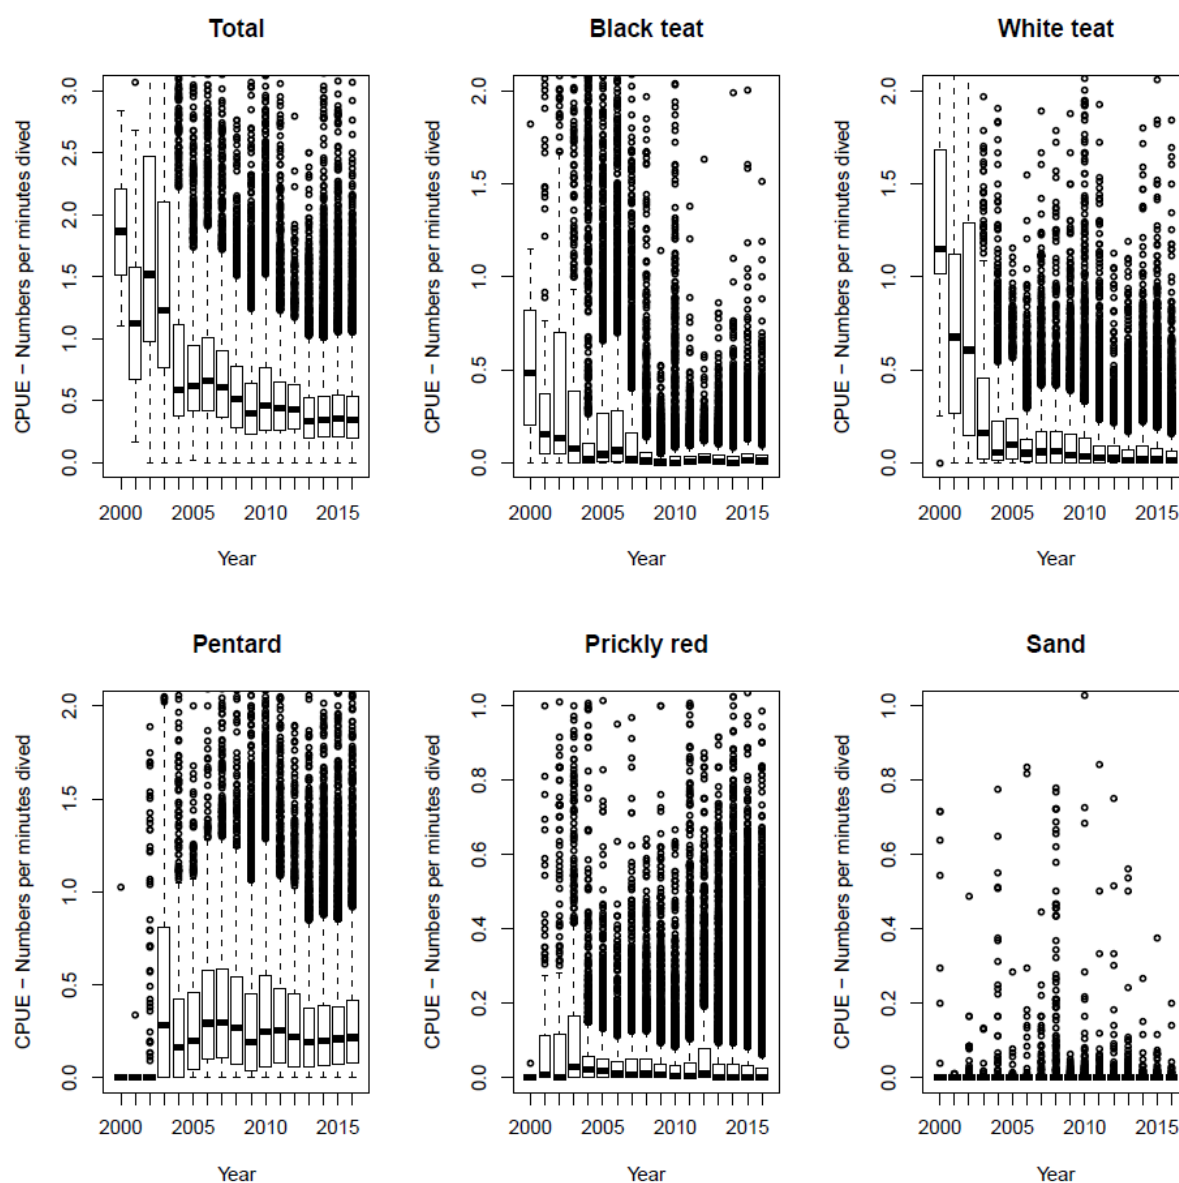 Total
CPUE − Numbers per minutes dived
0.0 0.5 1.0 1.5 2.0 2.5 3.0
2000 2005 2010 2015
Year
Black teat
CPUE − Numbers per minutes dived
0.0 0.5 1.0 1.5 2.0
2000 2005 2010 2015
Year
White teat
CPUE − Numbers per minutes dived
0.0 0.5 1.0 1.5 2.0
2000 2005 2010 2015
Year
Pentard
CPUE − Numbers per minutes dived
0.0 0.5 1.0 1.5 2.0
2000 2005 2010 2015
Year
Prickly red
CPUE − Numbers per minutes dived
0.0 0.2 0.4 0.6 0.8 1.0
2000 2005 2010 2015
Year
Sand
CPUE − Numbers per minutes dived
0.0 0.2 0.4 0.6 0.8 1.0
2000 2005 2010 2015
Year